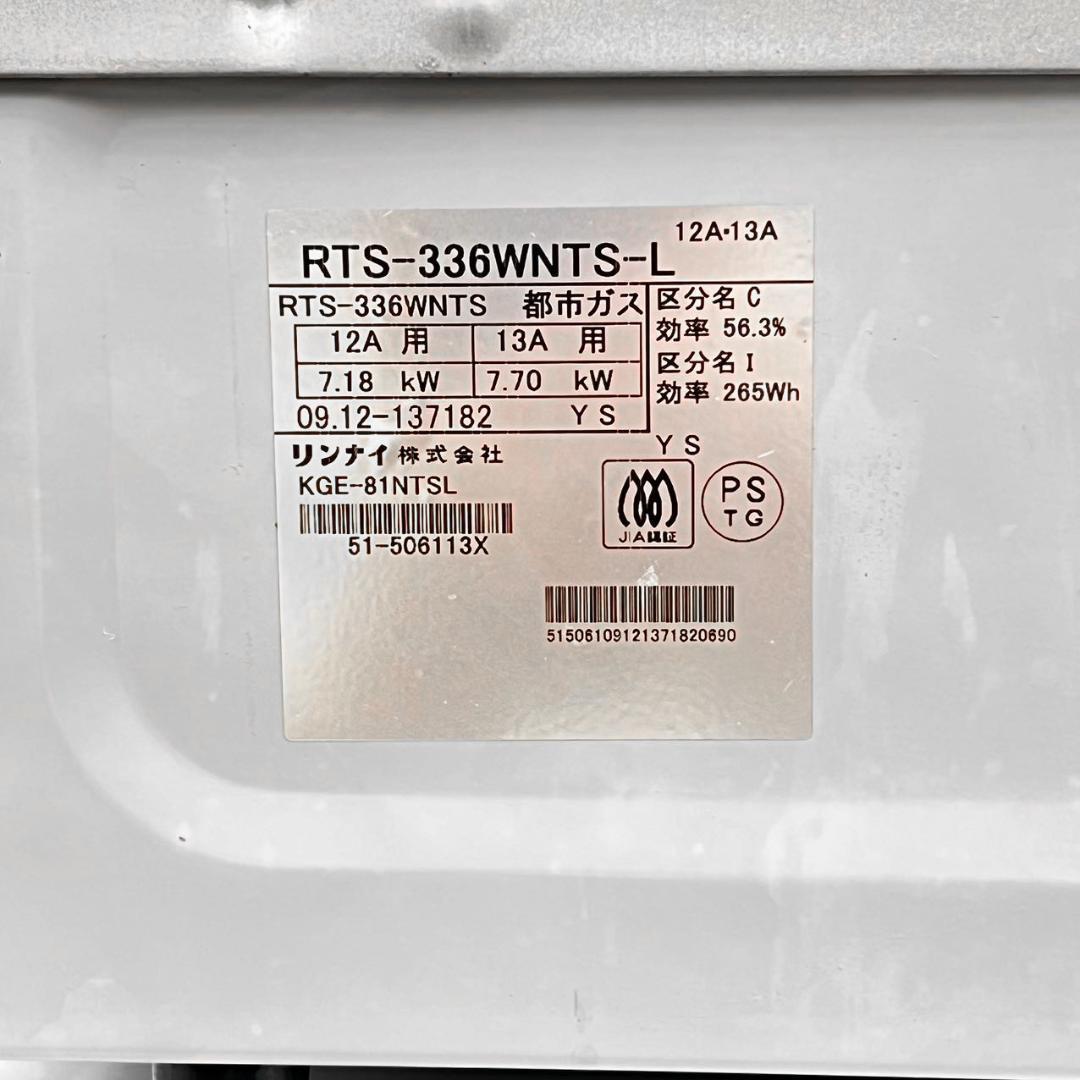 12A・13A
RTS-336WNTS-L
RTS-336WNTS 都市ガス
12A 用 13A 用
7.18 kW 7.70 kW
09.12-137182 YS
区分名 C
効率 56.3%
区分名 I
効率 265Wh
YS
リンナイ株式会社
KGE-81NTSL
51-506113X
JIA認証
PS
TG
51506109121371820690